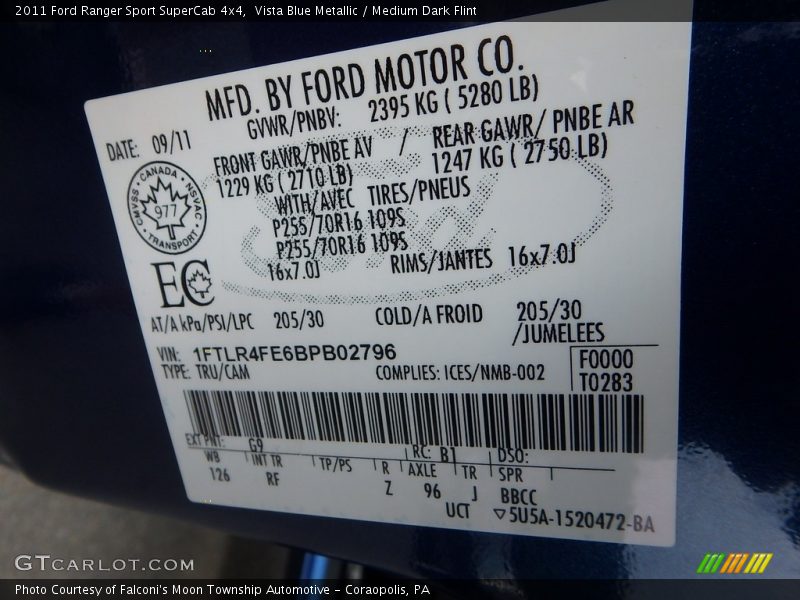 2011 Ford Ranger Sport SuperCab 4x4,  Vista Blue Metallic / Medium Dark Flint
MFD. BY FORD MOTOR CO.
DATE: 09/11
GVWR/PNBV: 2395 KG ( 5280 LB)
FRONT GAWR/PNBE AV / REAR GAWR/ PNBE AR
1229 KG ( 2710 LB) 1247 KG ( 2750 LB)
WITH/AVEC TIRES/PNEUS
P255/70R16 109S
P255/70R16 109S
16x7.0J RIMS/JANTES 16x7.0J
CANADA
CMVSS NSVAC
977
TRANSPORT
EC
AT/A kPa/PSI/LPC 205/30 COLD/A FROID 205/30
/JUMELEES
VIN: 1FTLR4FE6BPB02796
TYPE: TRU/CAM COMPLIES: ICES/NMB-002
F0000
T0283
EXT PNT: G9 RC: B1 DSO:
WB INT TR TP/PS R AXLE TR SPR
126 RF Z 96 J BBCC
UCT ▽5U5A-1520472-BA
GTCARLOT.COM
Photo Courtesy of Falconi's Moon Township Automotive - Coraopolis, PA